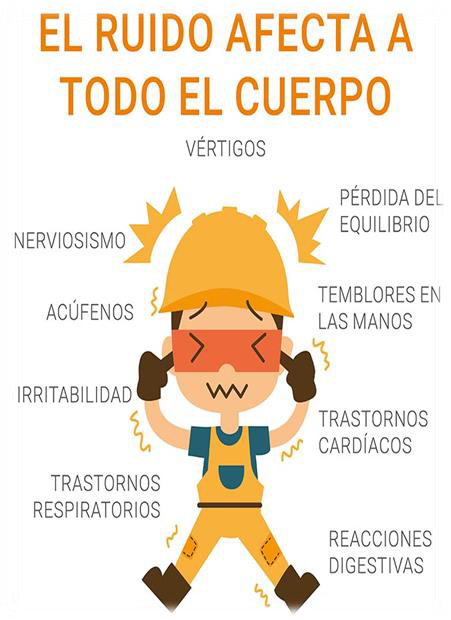 EL RUIDO AFECTA A
TODO EL CUERPO
VÉRTIGOS
PÉRDIDA DEL
EQUILIBRIO
NERVIOSISMO
TEMBLORES EN
LAS MANOS
ACÚFENOS
IRRITABILIDAD
TRASTORNOS
CARDÍACOS
TRASTORNOS
RESPIRATORIOS
REACCIONES
DIGESTIVAS